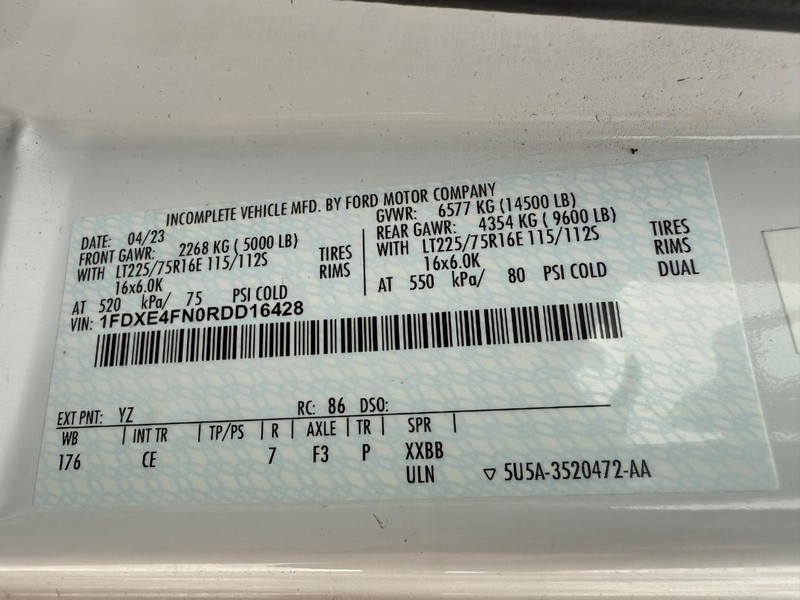 INCOMPLETE VEHICLE MFD. BY FORD MOTOR COMPANY
DATE: 04/23 GVWR: 6577 KG (14500 LB)
FRONT GAWR: 2268 KG ( 5000 LB) REAR GAWR: 4354 KG ( 9600 LB)
WITH LT225/75R16E 115/112S TIRES WITH LT225/75R16E 115/112S TIRES
16x6.0K RIMS 16x6.0K RIMS
AT 520 kPa/ 75 PSI COLD AT 550 kPa/ 80 PSI COLD DUAL
VIN: 1FDXE4FN0RDD16428
EXT PNT: YZ RC: 86 DSO:
WB | INT TR | TP/PS | R | AXLE | TR | SPR |
176 CE 7 F3 P XXBB
ULN ▽ 5U5A-3520472-AA